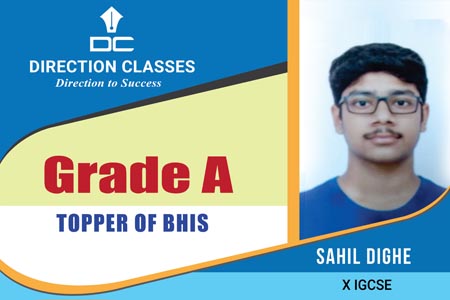 DC
DIRECTION CLASSES
Direction to Success
Grade A
TOPPER OF BHIS
SAHIL DIGHE
X IGCSE